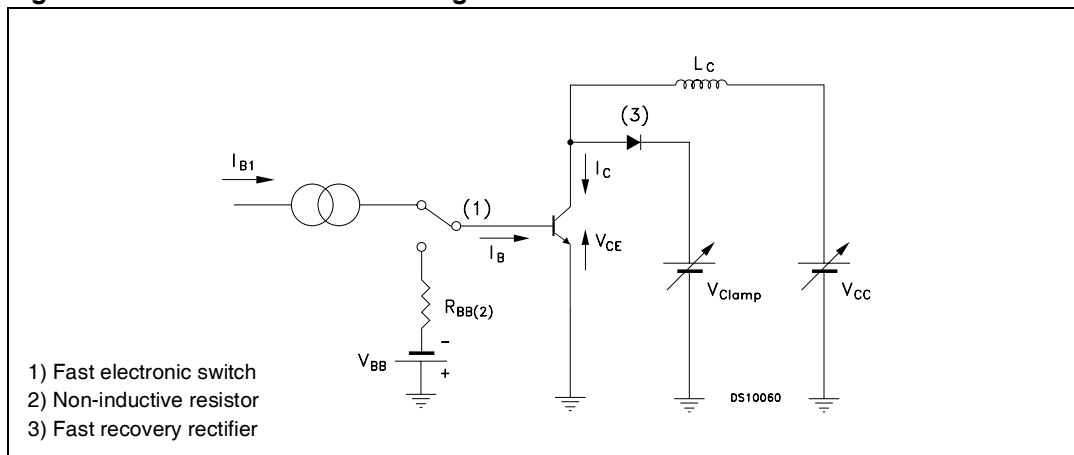 L_C
(3)
I_B1
I_C
(1)
I_B
V_CE
R_BB(2)
V_Clamp
V_CC
V_BB
-
+
1) Fast electronic switch
2) Non-inductive resistor
3) Fast recovery rectifier
DS10060